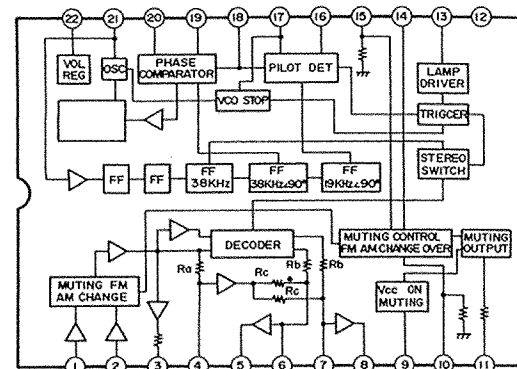 22 21 20 19 18 17 16 15 14 13 12
VOL REG
OSC
PHASE COMPARATOR
PILOT DET
LAMP DRIVER
VCO STOP
TRIGCER
STEREO SWITCH
FF
FF
FF 38KHz
FF 38KHz∠90°
FF 19KHz∠90°
DECODER
MUTING CONTROL FM AM CHANGE OVER
MUTING OUTPUT
MUTING FM AM CHANGE
Ra
Rc
Rc
Rb
Rb
Vcc ON MUTING
1 2 3 4 5 6 7 8 9 10 11